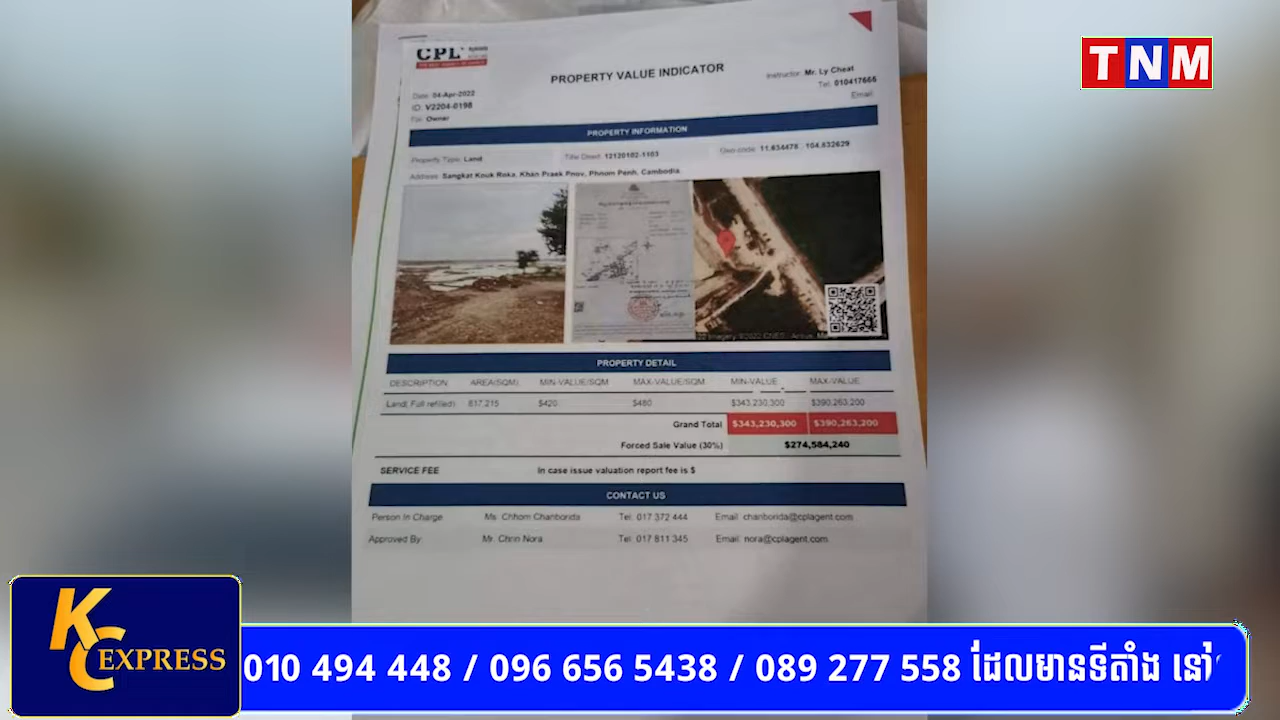 TNM
CPL
PROPERTY VALUE INDICATOR
Instructor: Mr. Ly Cheat
Tel: 010417666
Email:
Date: 04-Apr-2022
ID: V2204-0198
To: Owner
PROPERTY INFORMATION
Property Type: Land Title Deed: 12120102-1103 Geo-code: 11.634478 , 104.832629
Address: Sangkat Kouk Roka, Khan Praek Pnov, Phnom Penh, Cambodia.
PROPERTY DETAIL
DESCRIPTION AREA(SQM) MIN-VALUE/SQM MAX-VALUE/SQM MIN-VALUE MAX-VALUE
Land( Full refilled) 817,215 $420 $480 $343,230,300 $390,263,200
Grand Total $343,230,300 $390,263,200
Forced Sale Value (30%) $274,584,240
SERVICE FEE In case issue valuation report fee is $
CONTACT US
Person In Charge Ms. Chhom Chanborida Tel: 017 372 444 Email: chanborida@cplagent.com
Approved By: Mr. Chrin Nora Tel: 017 811 345 Email: nora@cplagent.com
KC EXPRESS
010 494 448 / 096 656 5438 / 089 277 558 ដែលមានទីតាំង នៅ